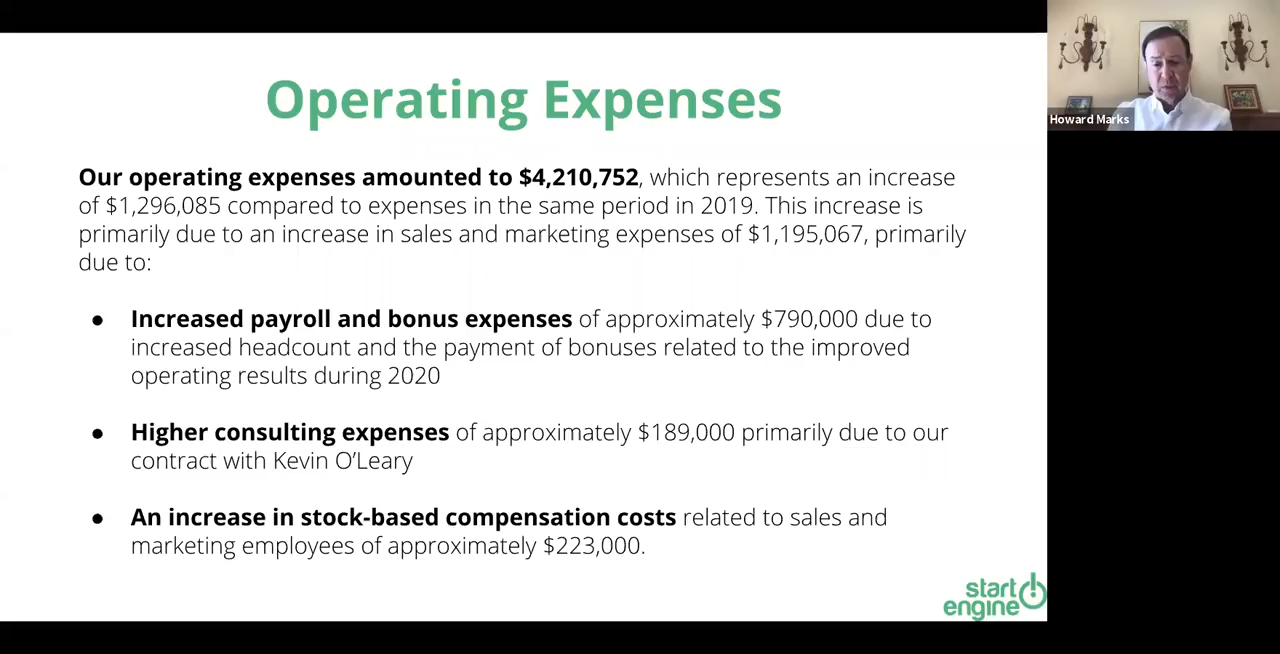 Operating Expenses
Our operating expenses amounted to $4,210,752, which represents an increase
of $1,296,085 compared to expenses in the same period in 2019. This increase is
primarily due to an increase in sales and marketing expenses of $1,195,067, primarily
due to:
● Increased payroll and bonus expenses of approximately $790,000 due to
increased headcount and the payment of bonuses related to the improved
operating results during 2020
● Higher consulting expenses of approximately $189,000 primarily due to our
contract with Kevin O’Leary
● An increase in stock-based compensation costs related to sales and
marketing employees of approximately $223,000.
start
engine
Howard Marks